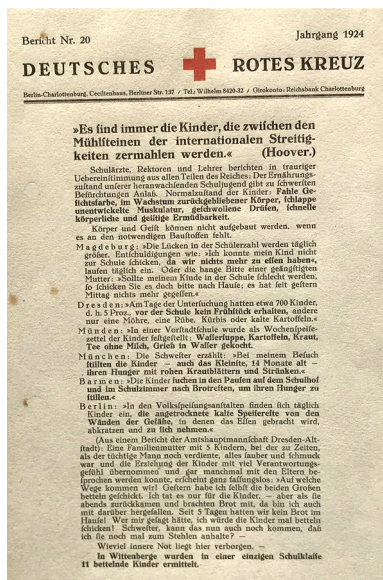 Bericht Nr. 20
Jahrgang 1924
DEUTSCHES ROTES KREUZ
Berlin-Charlottenburg, Cecilienhaus, Berliner Str. 137 / Tel.: Wilhelm 8420-32 / Girokonto: Reichsbank Charlottenburg
»Es sind immer die Kinder, die zwischen den
Mühlsteinen der internationalen Streitig-
keiten zermahlen werden.« (Hoover.)
Schulärzte, Rektoren und Lehrer berichten in trauriger
Uebereinstimmung aus allen Teilen des Reiches: Der Ernährungs-
zustand unserer heranwachsenden Schuljugend gibt zu schwersten
Befürchtungen Anlaß. Normalzustand der Kinder: Fahle Ge-
sichtsfarbe, im Wachstum zurückgebliebener Körper, schlappe
unentwickelte Muskulatur, geschwollene Drüsen, schnelle
körperliche und geistige Ermüdbarkeit.
Körper und Geist können nicht aufgebaut werden, wenn
es an den notwendigen Baustoffen fehlt.
Magdeburg: »Die Lücken in der Schülerzahl werden täglich
größer. Entschuldigungen wie: »Ich konnte mein Kind nicht
zur Schule schicken, da wir nichts mehr zu essen haben«,
laufen täglich ein. Oder die bange Bitte einer geängstigten
Mutter: »Sollte meinem Kinde in der Schule schlecht werden,
so schicken Sie es doch bitte nach Hause; es hat seit gestern
Mittag nichts mehr gegessen.«
Dresden: »Am Tage der Untersuchung hatten etwa 700 Kinder,
d. h. 5 Proz., vor der Schule kein Frühstück erhalten, andere
nur eine Möhre, eine Rübe, Kürbis oder kalte Kartoffeln.«
Münden: »In einer Vorstadtschule wurde als Wochenspeise-
zettel der Kinder festgestellt: Wassersuppe, Kartoffeln, Kraut,
Tee ohne Milch, Grieß in Wasser gekocht.
München: Die Schwester erzählt: »Bei meinem Besuch
stillten die Kinder – auch das Kleinste, 14 Monate alt –
ihren Hunger mit rohen Krautblättern und Strünken.«
Barmen: »Die Kinder suchen in den Pausen auf dem Schulhof
und im Schulzimmer nach Brotresten, um ihren Hunger zu
stillen.«
Berlin: »In den Volksspeisungsanstalten finden sich täglich
Kinder ein, die angetrocknete kalte Speisereste von den
Wänden der Gefäße, in denen das Essen gebracht wird,
abkratzen und zu sich nehmen.«
(Aus einem Bericht der Amtshauptmannschaft Dresden-Alt-
stadt): Eine Familienmutter mit 5 Kindern, bei der zu Zeiten,
als der tüchtige Mann noch verdiente, alles sauber und schmuck
war und die Erziehung der Kinder mit viel Verantwortungs-
gefühl übernommen und gar manchmal mit den Eltern be-
sprochen werden konnte, erscheint ganz fassungslos: »Auf welche
Wege kommen wir! Gestern habe ich selbst die beiden Großen
betteln geschickt. Ich tat es nur für die Kinder, – aber als sie
abends zurückkamen und brachten Brot mit, da bin ich auch
mit darüber hergefallen. Seit 5 Tagen hatten wir kein Brot im
Hause! Wer mir gesagt hätte, ich würde die Kinder mal betteln
schicken! Schwester, kann das nun auch noch kommen, daß
ich sie noch mal zum Stehlen anhalte? –
Wieviel innere Not liegt hier verborgen. –
In Wittenberge wurden in einer einzigen Schulklasse
11 bettelnde Kinder ermittelt.